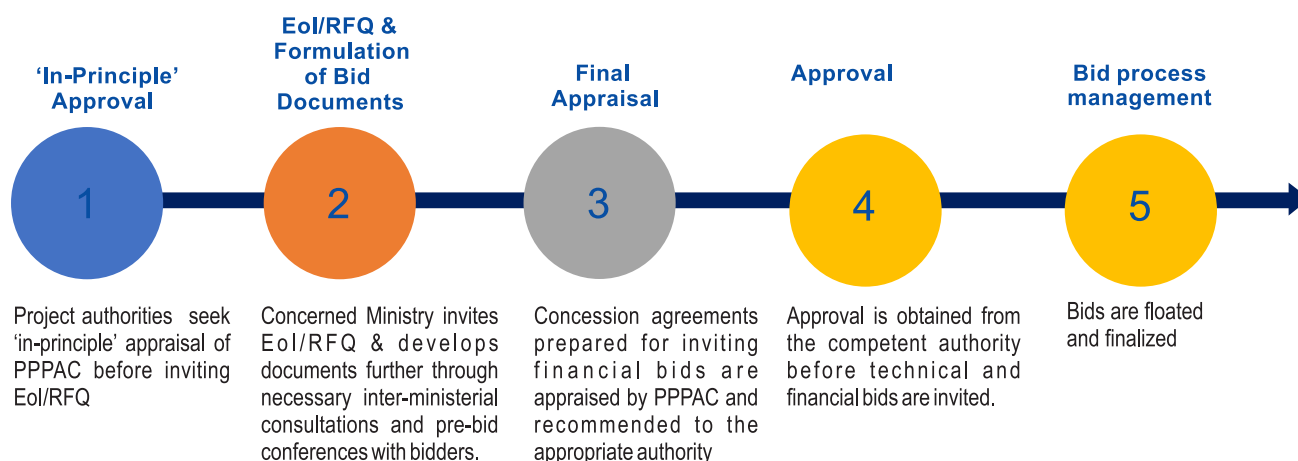 'In-Principle'
Approval
EoI/RFQ &
Formulation
of Bid
Documents
Final
Appraisal
Approval
Bid process
management
1
2
3
4
5
Project authorities seek
'in-principle' appraisal of
PPPAC before inviting
EoI/RFQ
Concerned Ministry invites
EoI/RFQ & develops
documents further through
necessary inter-ministerial
consultations and pre-bid
conferences with bidders.
Concession agreements
prepared for inviting
financial bids are
appraised by PPPAC and
recommended to the
appropriate authority
Approval is obtained from
the competent authority
before technical and
financial bids are invited.
Bids are floated
and finalized